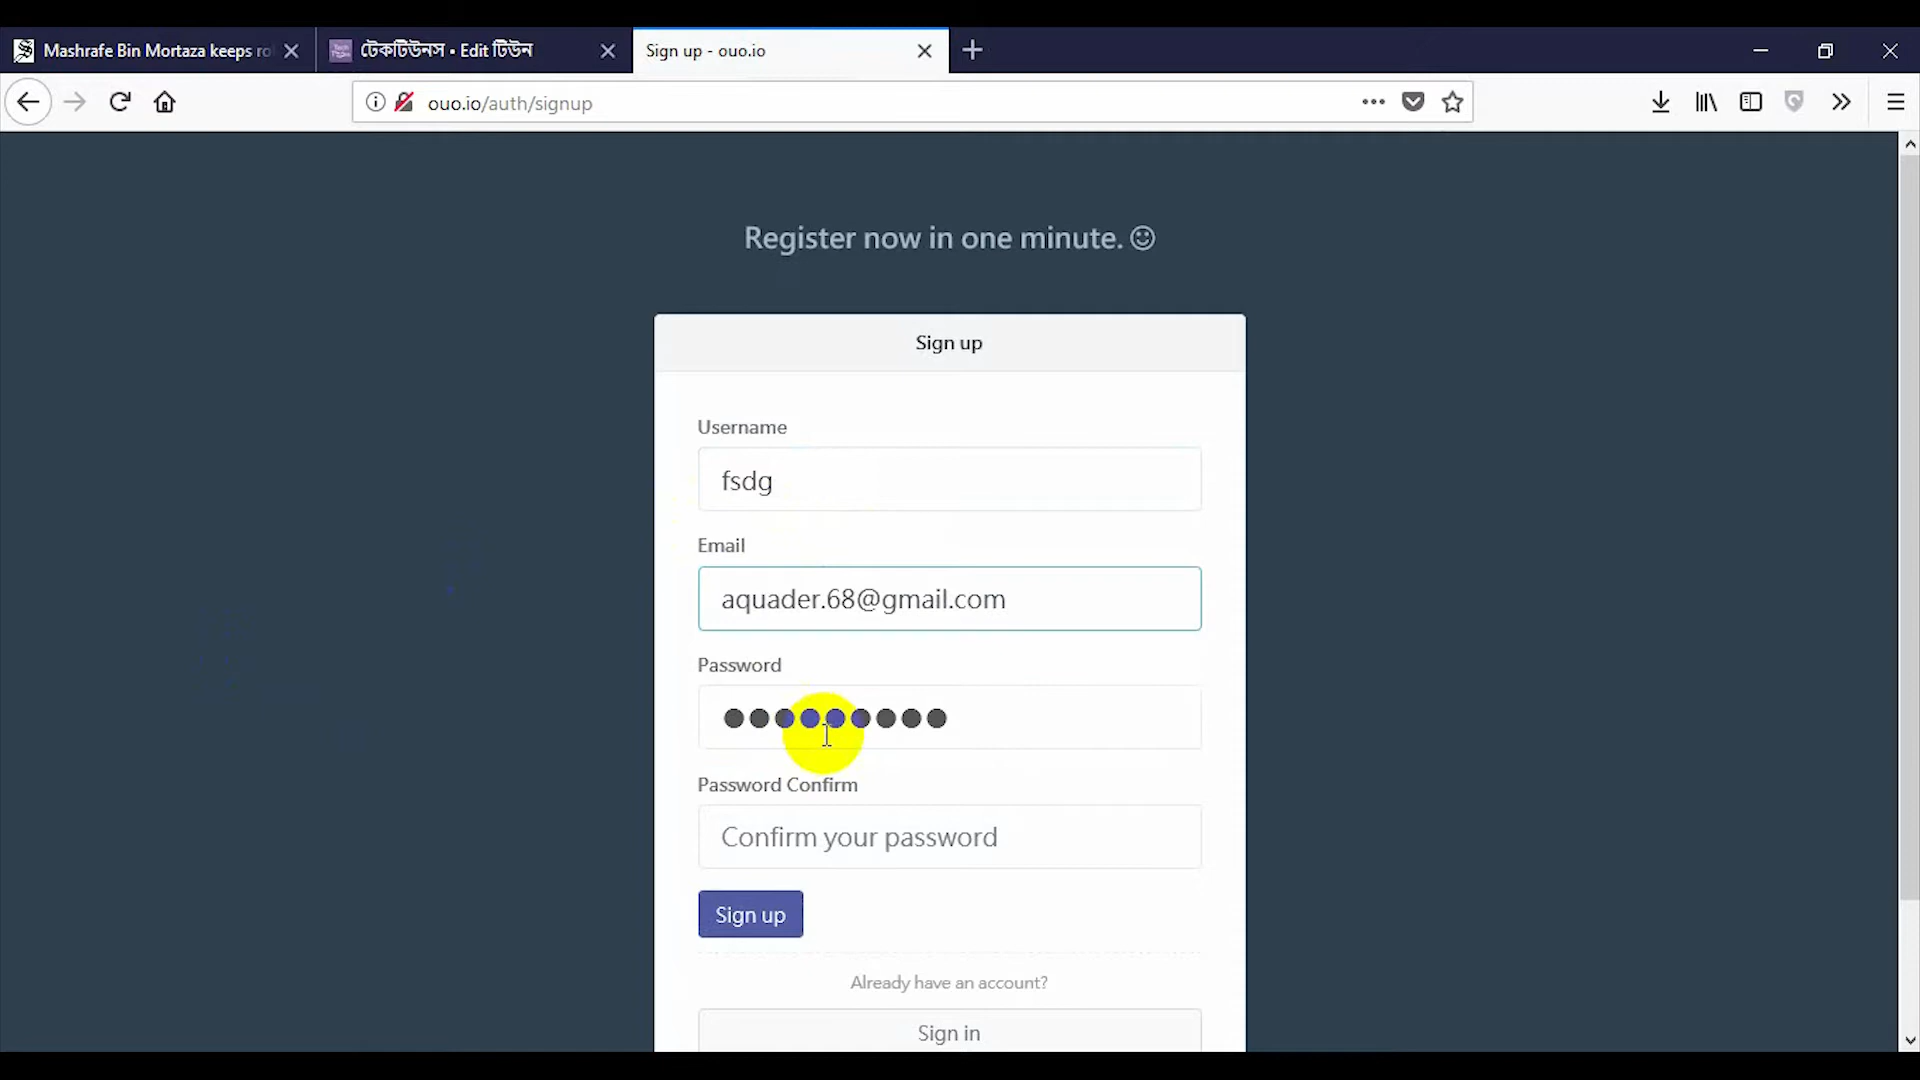 Mashrafe Bin Mortaza keeps ro
টেকটিউনস • Edit টিউন
Sign up - ouo.io
ouo.io/auth/signup
Register now in one minute.
Sign up
Username
fsdg
Email
aquader.68@gmail.com
Password
Password Confirm
Confirm your password
Sign up
Already have an account?
Sign in